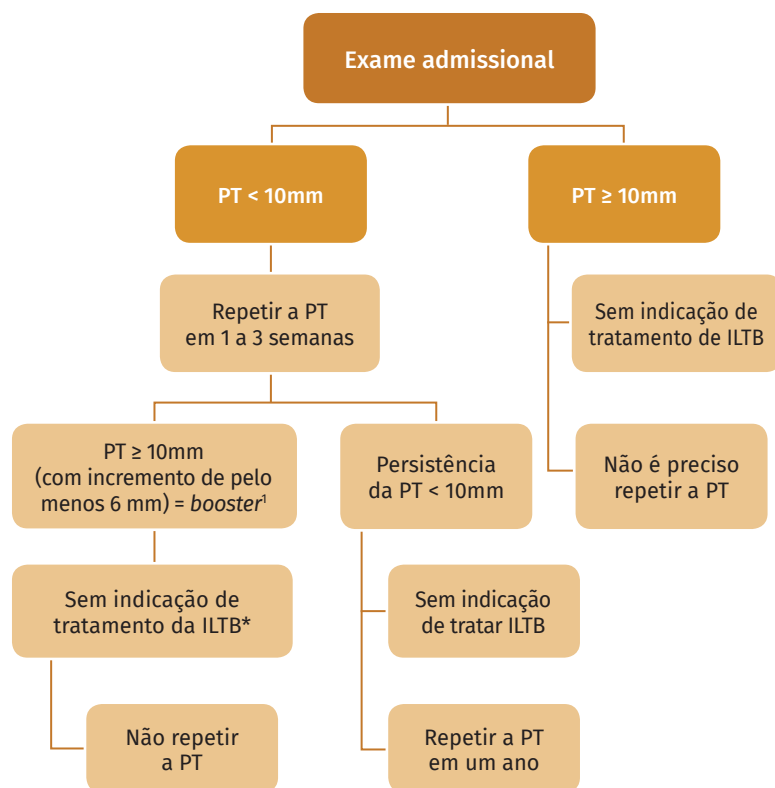 Exame admissional
PT < 10mm
PT ≥ 10mm
Repetir a PT
em 1 a 3 semanas
Sem indicação de
tratamento de ILTB
PT ≥ 10mm
(com incremento de pelo
menos 6 mm) = booster¹
Persistência
da PT < 10mm
Não é preciso
repetir a PT
Sem indicação de
tratamento da ILTB*
Sem indicação
de tratar ILTB
Não repetir
a PT
Repetir a PT
em um ano